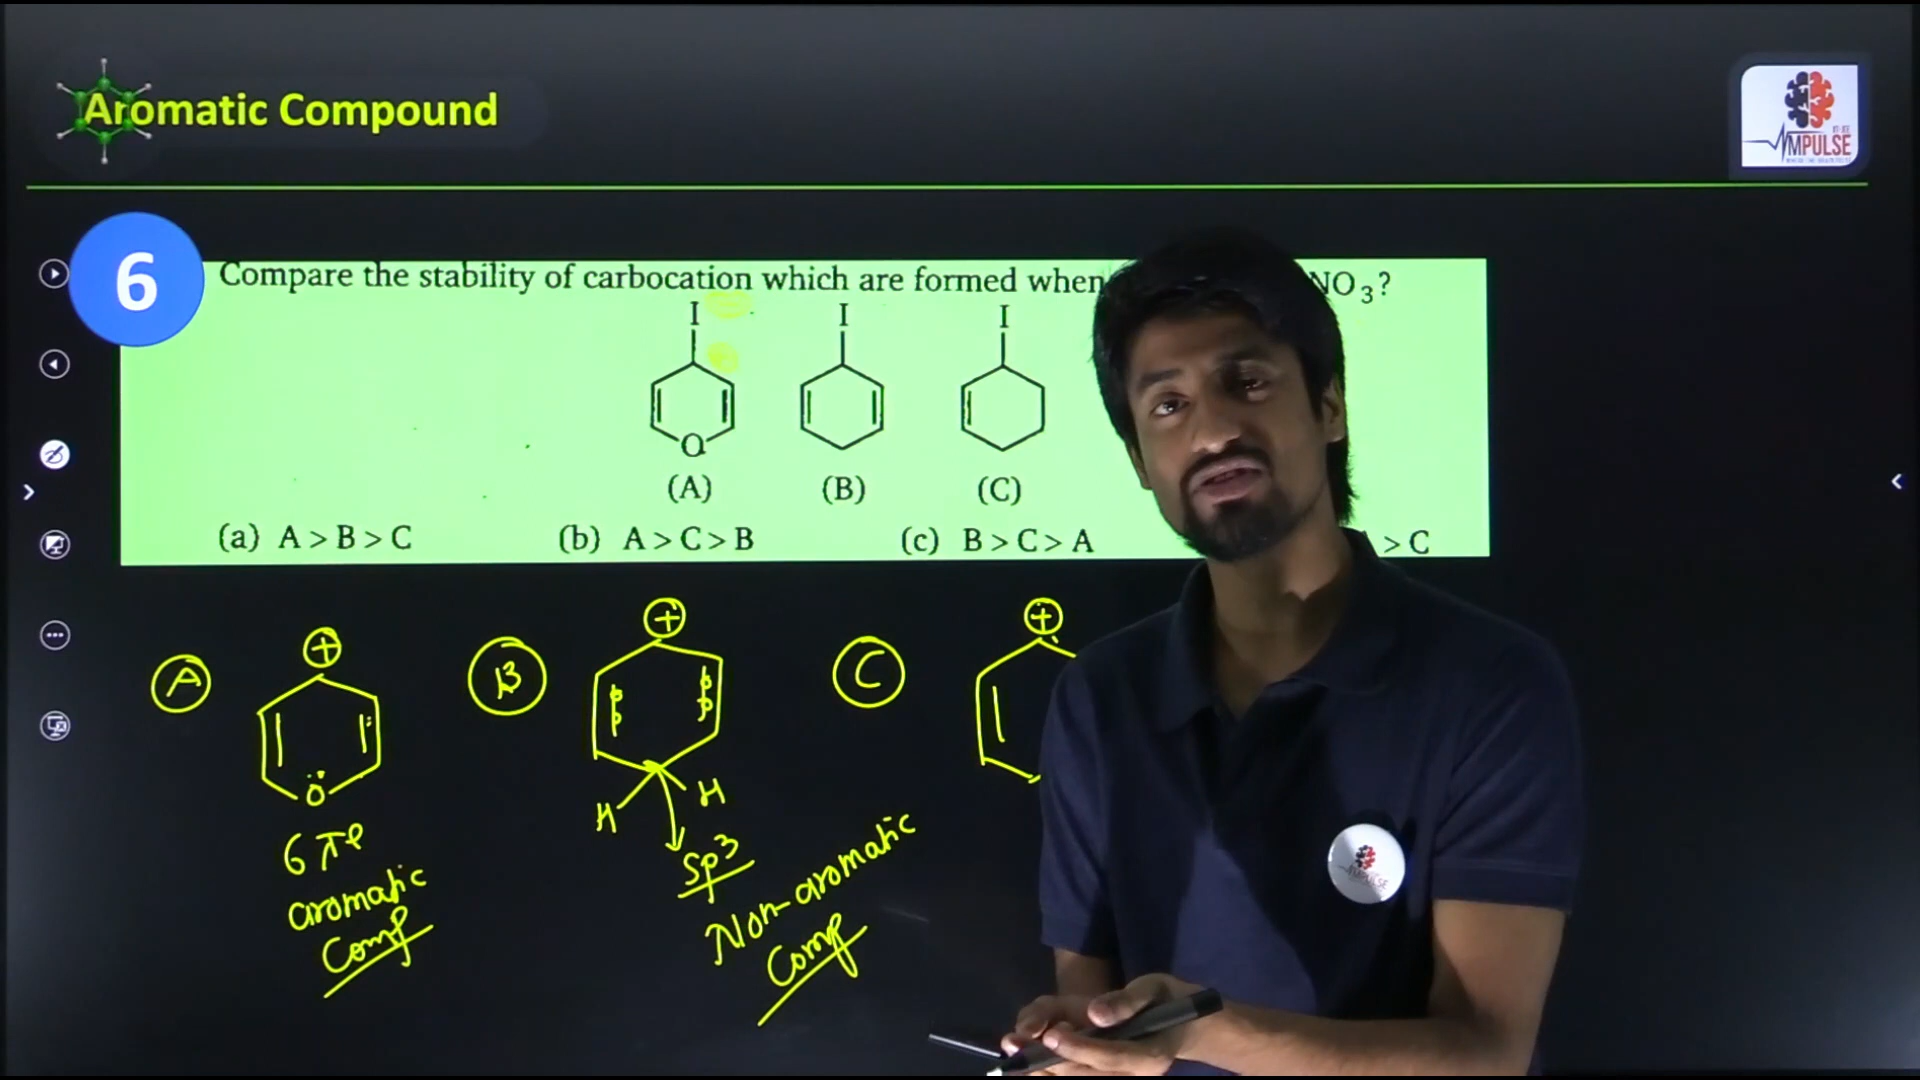 Aromatic Compound
MPULSE
6
Compare the stability of carbocation which are formed when NO3?
I I I
O
(A) (B) (C)
(a) A > B > C (b) A > C > B (c) B > C > A > C
A + B + C +
Ö
H H
6 πe
sp3
aromatic
Comp
Non-aromatic
Comp
MPULSE